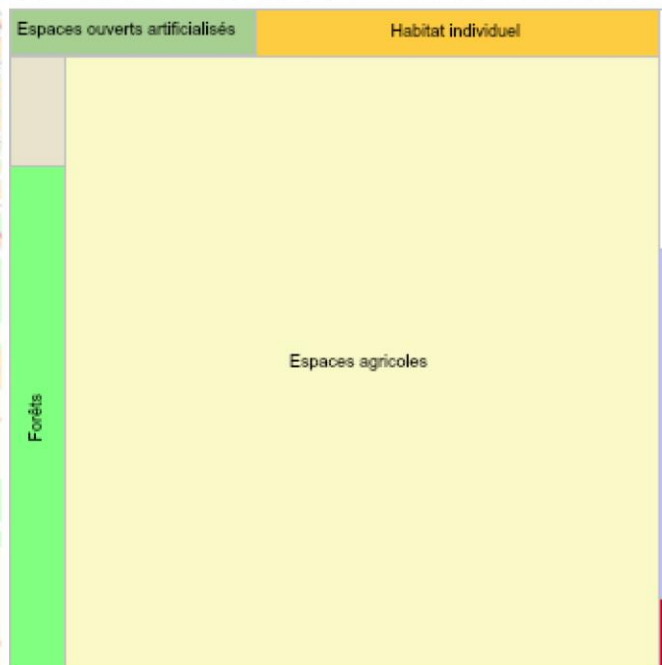 Espaces ouverts artificialisés
Habitat individuel
Espaces agricoles
Forêts